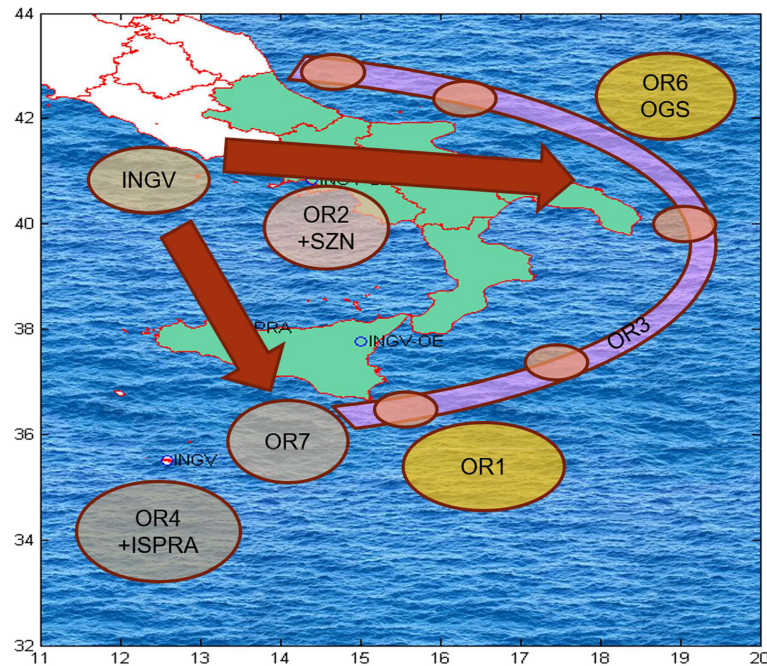 44
42
40
38
36
34
32
OR6
OGS
INGV
OR2
+SZN
PRA
INGV-OE
OR3
OR7
OR1
INGV
OR4
+ISPRA
11
12
13
14
15
16
17
18
19
20